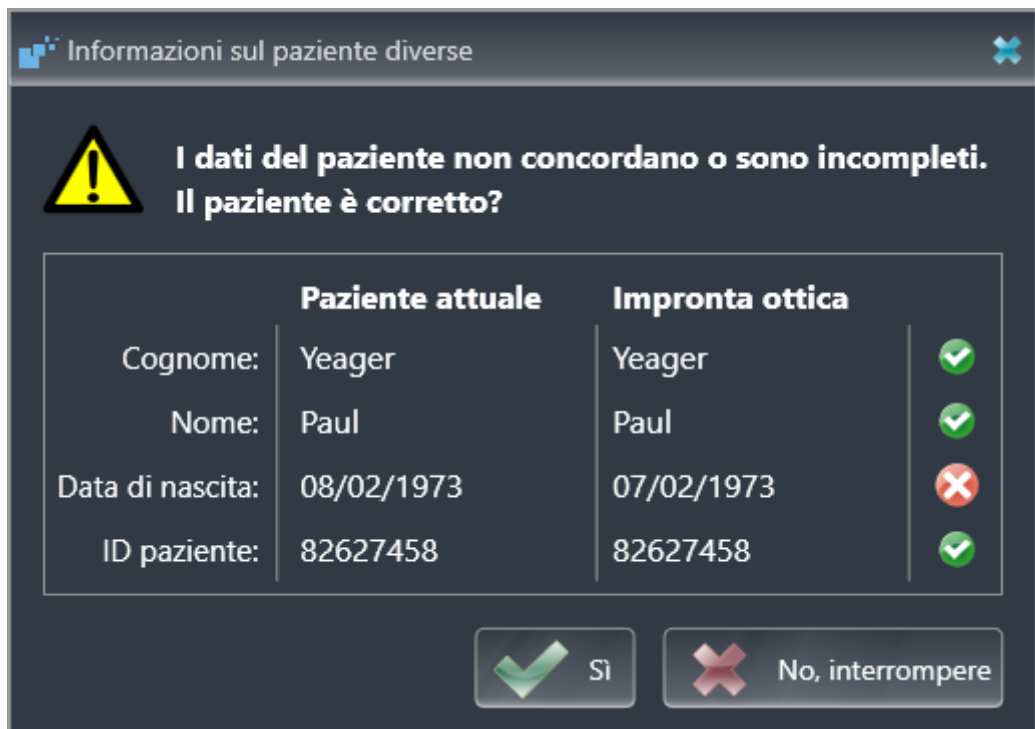 Informazioni sul paziente diverse
I dati del paziente non concordano o sono incompleti.
Il paziente è corretto?
Paziente attuale Impronta ottica
Cognome: Yeager Yeager
Nome: Paul Paul
Data di nascita: 08/02/1973 07/02/1973
ID paziente: 82627458 82627458
Sì No, interrompere